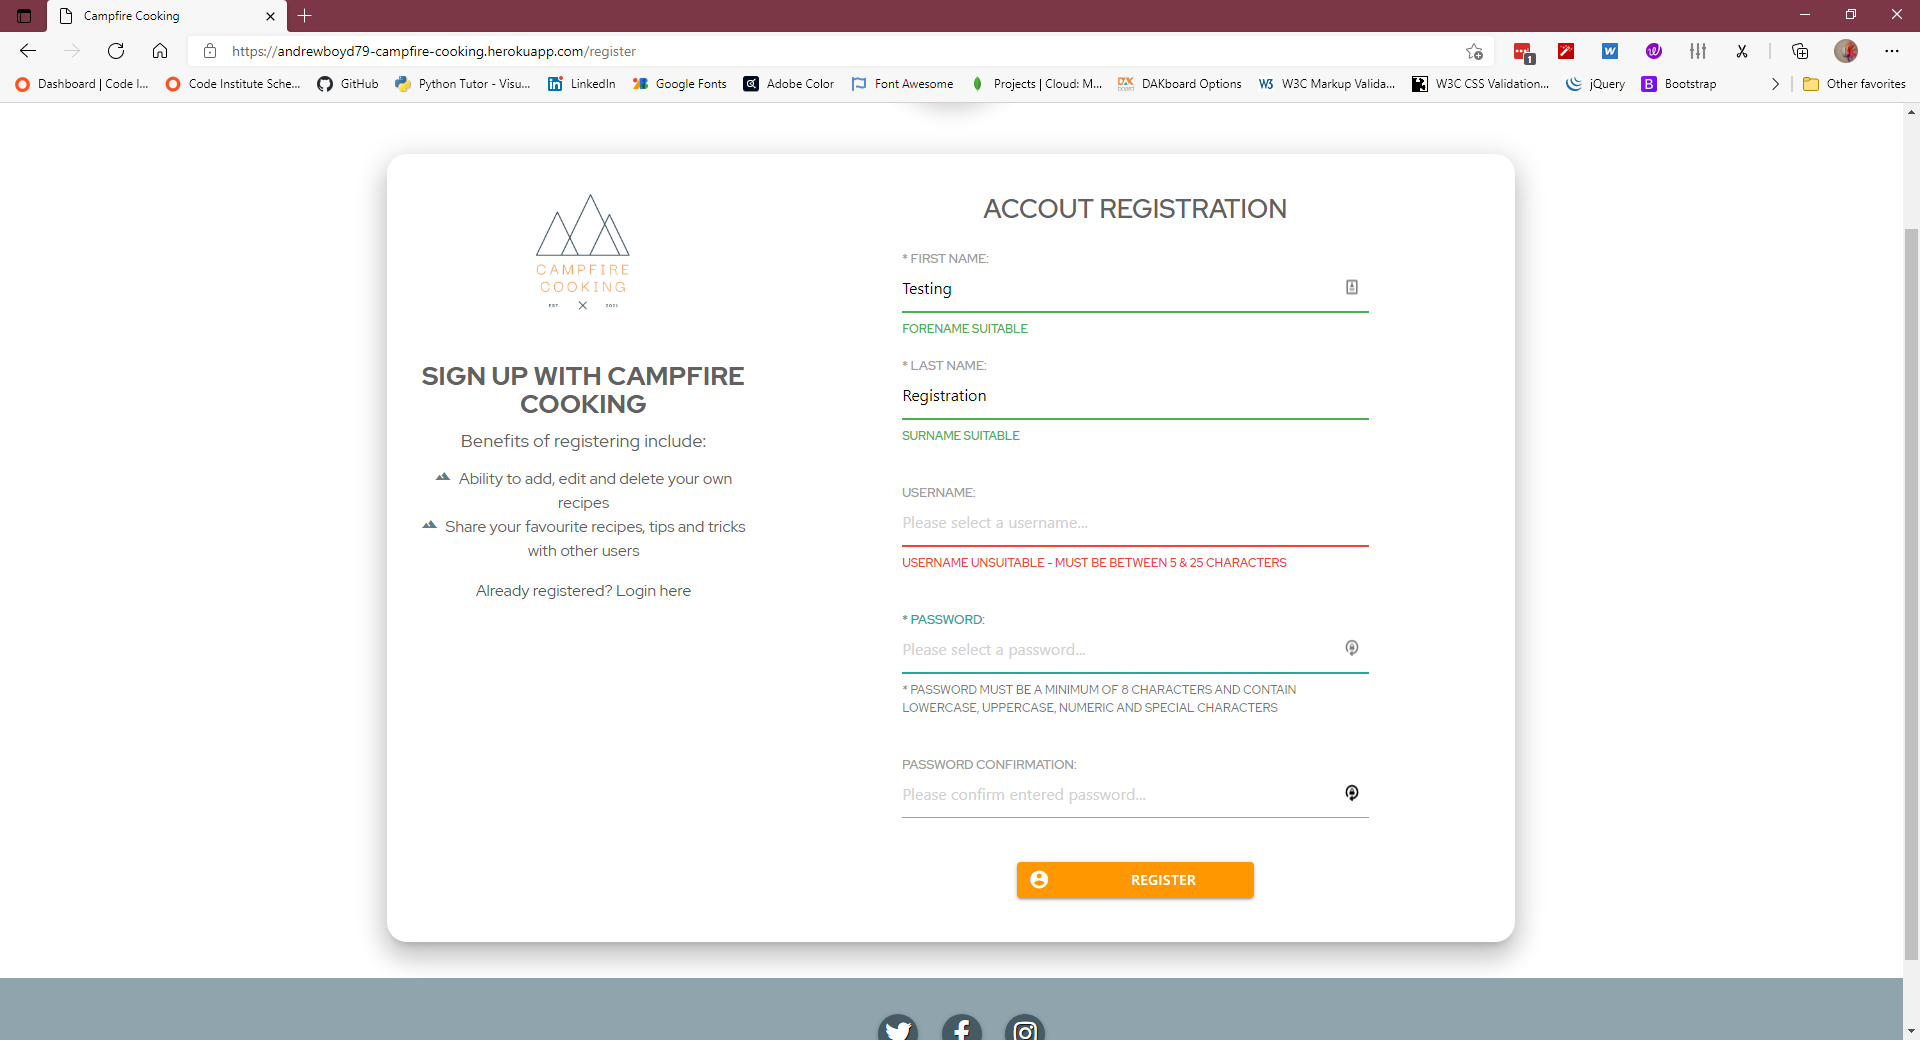 Campfire Cooking
https://andrewboyd79-campfire-cooking.herokuapp.com/register
1
Dashboard | Code I...
Code Institute Sche...
GitHub
Python Tutor - Visu...
LinkedIn
Google Fonts
Adobe Color
Font Awesome
Projects | Cloud: M...
DAKboard Options
W3C Markup Valida...
W3C CSS Validation...
jQuery
Bootstrap
Other favorites
CAMPFIRE
COOKING
EST. 2021
SIGN UP WITH CAMPFIRE
COOKING
Benefits of registering include:
Ability to add, edit and delete your own
recipes
Share your favourite recipes, tips and tricks
with other users
Already registered? Login here
ACCOUT REGISTRATION
* FIRST NAME:
Testing
FORENAME SUITABLE
* LAST NAME:
Registration
SURNAME SUITABLE
USERNAME:
Please select a username...
USERNAME UNSUITABLE - MUST BE BETWEEN 5 & 25 CHARACTERS
* PASSWORD:
Please select a password...
* PASSWORD MUST BE A MINIMUM OF 8 CHARACTERS AND CONTAIN
LOWERCASE, UPPERCASE, NUMERIC AND SPECIAL CHARACTERS
PASSWORD CONFIRMATION:
Please confirm entered password...
REGISTER